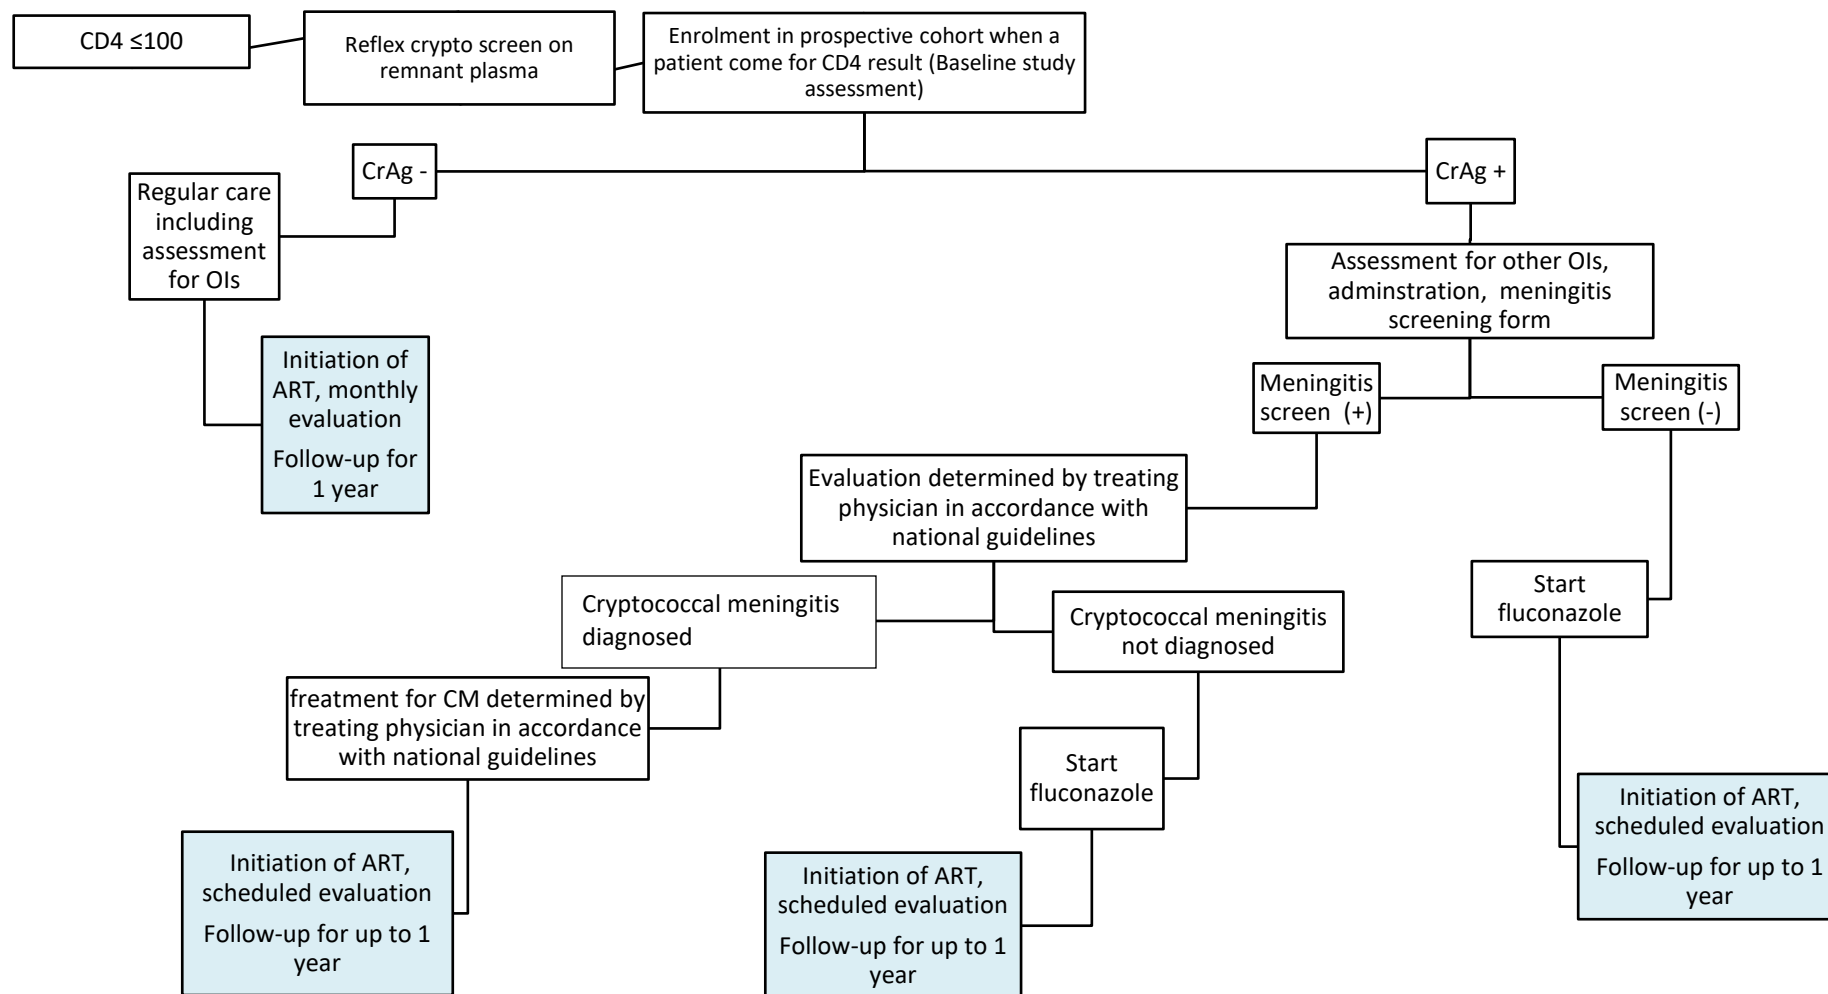 CD4 ≤100
Reflex crypto screen on
remnant plasma
Enrolment in prospective cohort when a
patient come for CD4 result (Baseline study
assessment)
CrAg -
CrAg +
Regular care
including
assessment
for OIs
Initiation of
ART, monthly
evaluation
Follow-up for
1 year
Assessment for other OIs,
adminstration, meningitis
screening form
Meningitis
screen (+)
Meningitis
screen (-)
Evaluation determined by treating
physician in accordance with
national guidelines
Start
fluconazole
Cryptococcal meningitis
diagnosed
Cryptococcal meningitis
not diagnosed
freatment for CM determined by
treating physician in accordance
with national guidelines
Start
fluconazole
Initiation of ART,
scheduled evaluation
Follow-up for up to 1
year
Initiation of ART,
scheduled evaluation
Follow-up for up to 1
year
Initiation of ART,
scheduled evaluation
Follow-up for up to 1
year